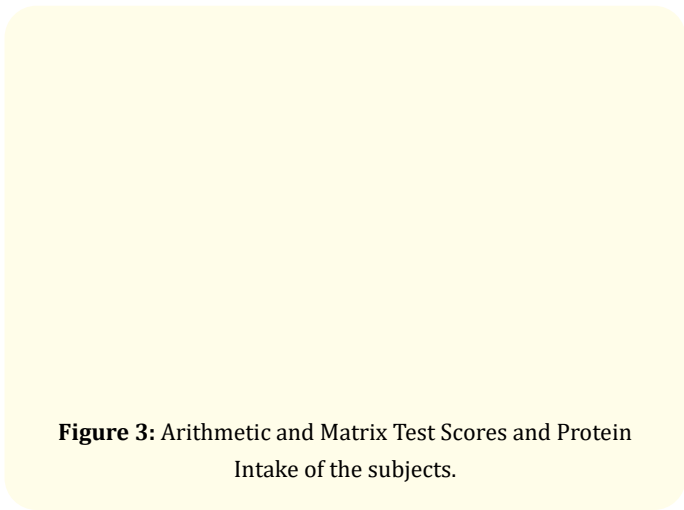 Figure 3: Arithmetic and Matrix Test Scores and Protein
Intake of the subjects.